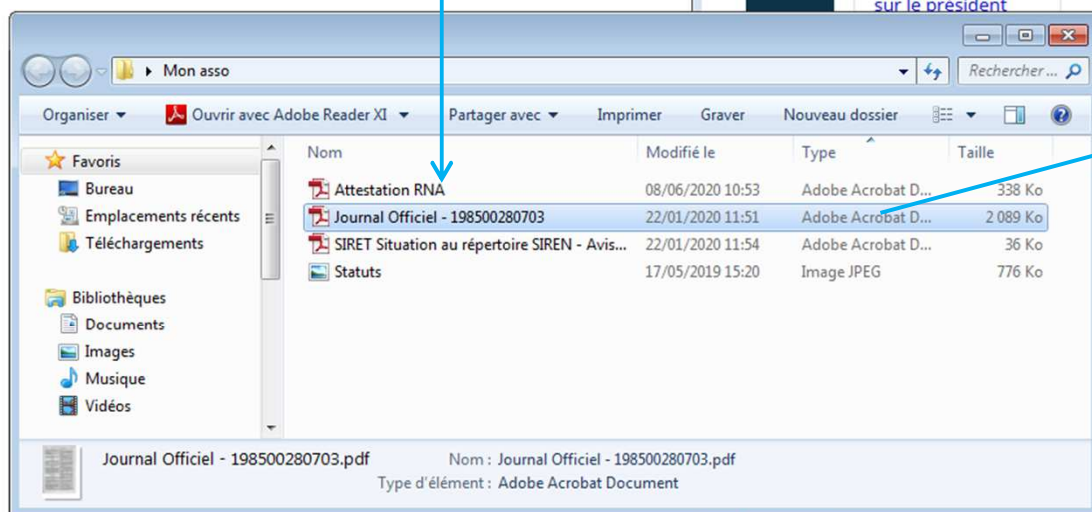 sur le président
Mon asso
Rechercher ...
Organiser Ouvrir avec Adobe Reader XI Partager avec Imprimer Graver Nouveau dossier
Favoris
Bureau
Emplacements récents
Téléchargements
Bibliothèques
Documents
Images
Musique
Vidéos
Nom Modifié le Type Taille
Attestation RNA 08/06/2020 10:53 Adobe Acrobat D... 338 Ko
Journal Officiel - 198500280703 22/01/2020 11:51 Adobe Acrobat D... 2 089 Ko
SIRET Situation au répertoire SIREN - Avis... 22/01/2020 11:54 Adobe Acrobat D... 36 Ko
Statuts 17/05/2019 15:20 Image JPEG 776 Ko
Journal Officiel - 198500280703.pdf Nom : Journal Officiel - 198500280703.pdf
Type d'élément : Adobe Acrobat Document